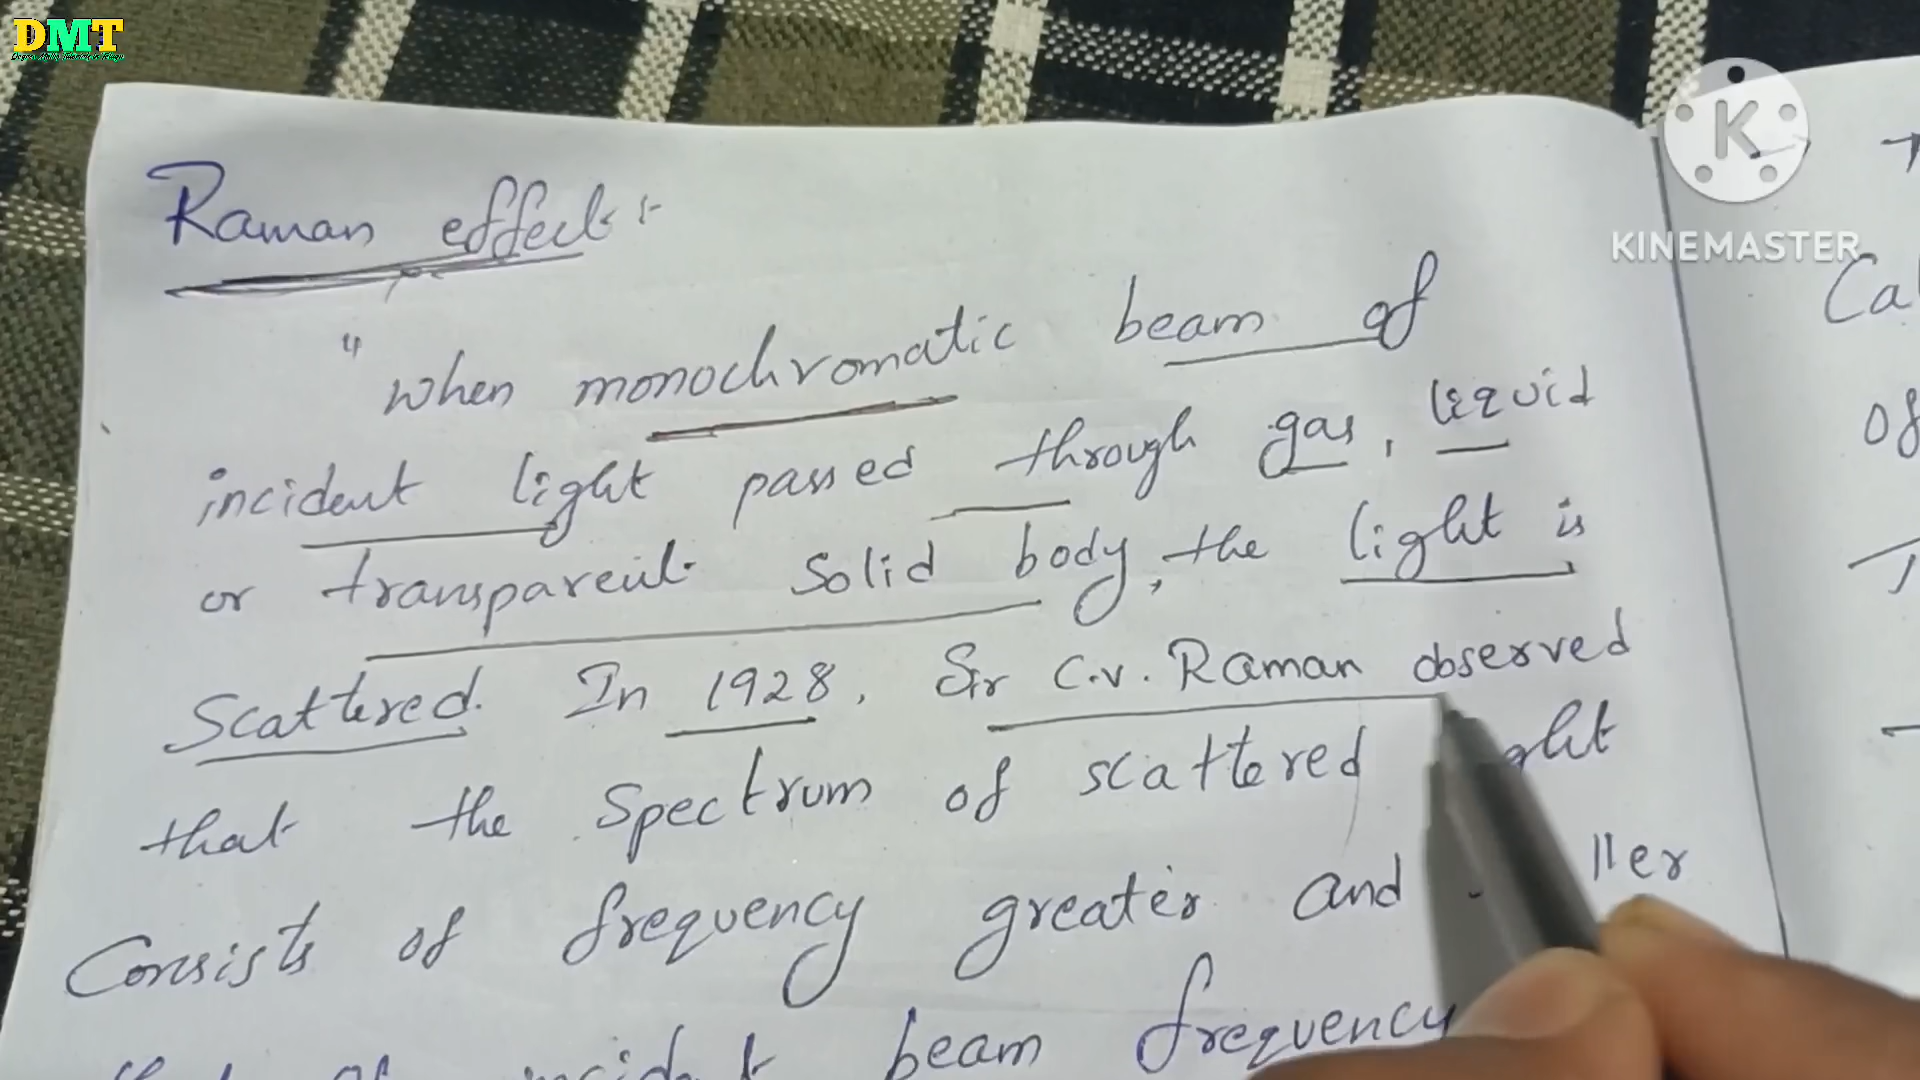 DMT
KINEMASTER
Raman effect :-
"when monochromatic beam of
incident light passed through gas, liquid
or transparent solid body, the light is
Scattered. In 1928, Sir C.V. Raman observed
that the Spectrum of scattered
Consists of frequency greater and
beam frequency
Ca
of